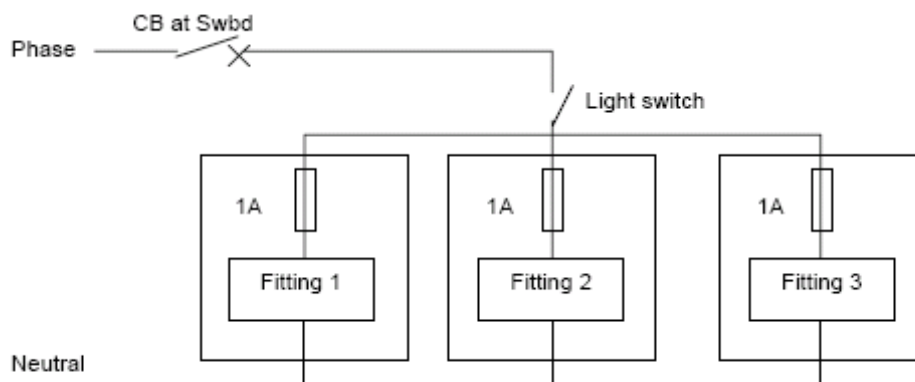 CB at Swbd
Phase
Light switch
1A
1A
1A
Fitting 1
Fitting 2
Fitting 3
Neutral